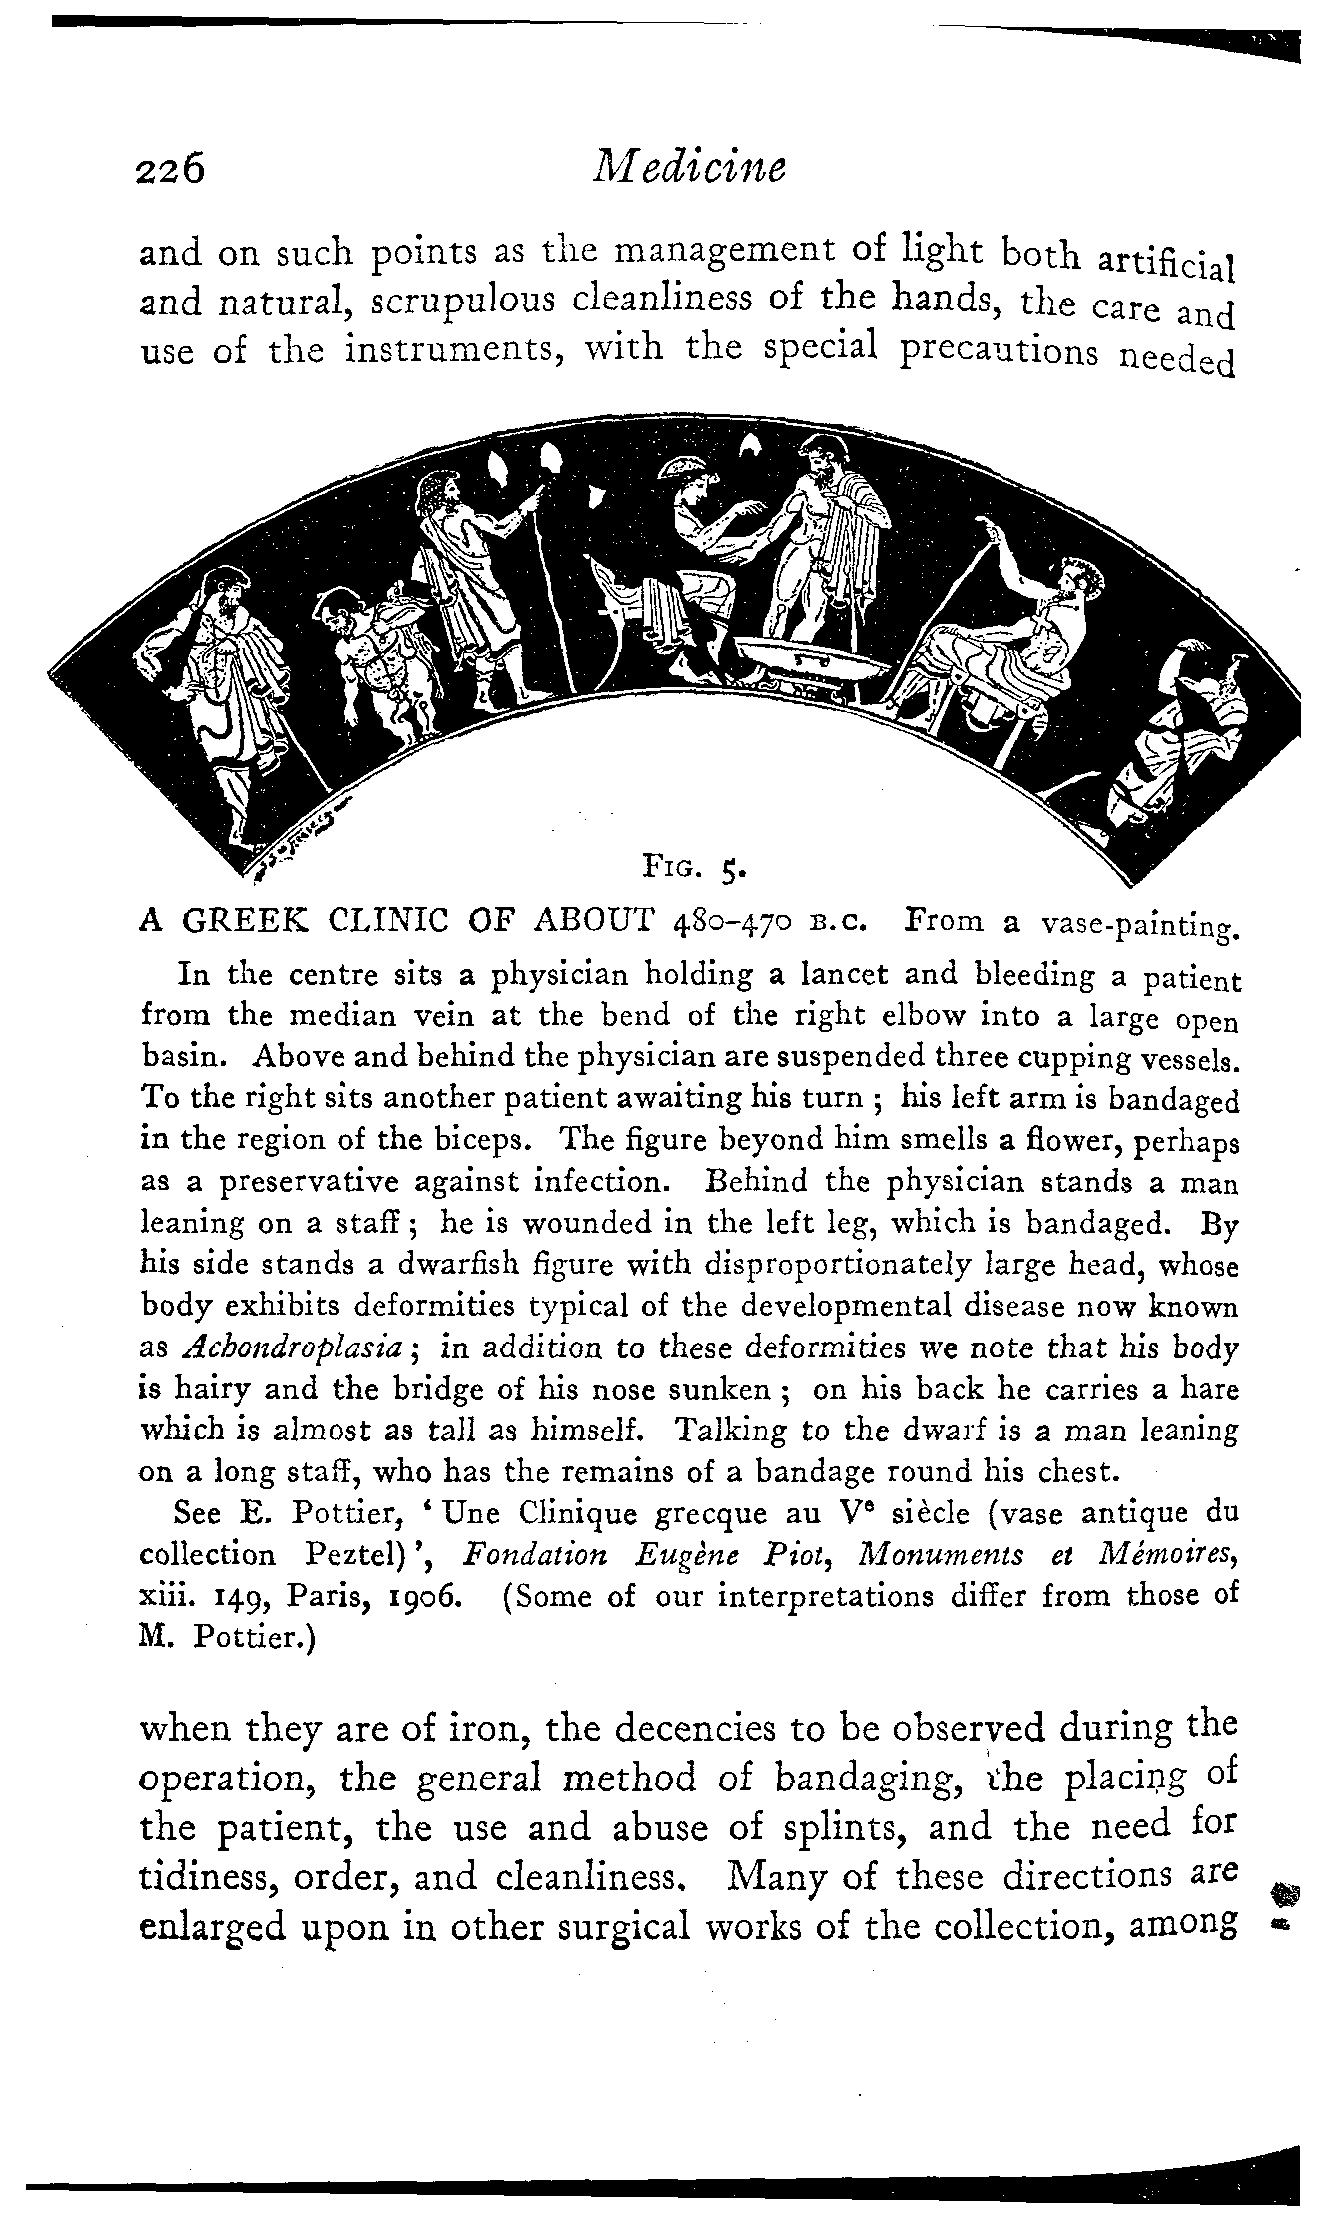 226 Medicine
and on such points as the management of light both artificial
and natural, scrupulous cleanliness of the hands, the care and
use of the instruments, with the special precautions needed
Fig. 5.
A GREEK CLINIC OF ABOUT 480–470 B.C. From a vase-painting.
In the centre sits a physician holding a lancet and bleeding a patient
from the median vein at the bend of the right elbow into a large open
basin. Above and behind the physician are suspended three cupping vessels.
To the right sits another patient awaiting his turn ; his left arm is bandaged
in the region of the biceps. The figure beyond him smells a flower, perhaps
as a preservative against infection. Behind the physician stands a man
leaning on a staff ; he is wounded in the left leg, which is bandaged. By
his side stands a dwarfish figure with disproportionately large head, whose
body exhibits deformities typical of the developmental disease now known
as Achondroplasia ; in addition to these deformities we note that his body
is hairy and the bridge of his nose sunken ; on his back he carries a hare
which is almost as tall as himself. Talking to the dwarf is a man leaning
on a long staff, who has the remains of a bandage round his chest.
See E. Pottier, ‘ Une Clinique grecque au Vᵉ siècle (vase antique du
collection Peztel) ’, Fondation Eugène Piot, Monuments et Mémoires,
xiii. 149, Paris, 1906. (Some of our interpretations differ from those of
M. Pottier.)
when they are of iron, the decencies to be observed during the
operation, the general method of bandaging, the placing of
the patient, the use and abuse of splints, and the need for
tidiness, order, and cleanliness. Many of these directions are
enlarged upon in other surgical works of the collection, among